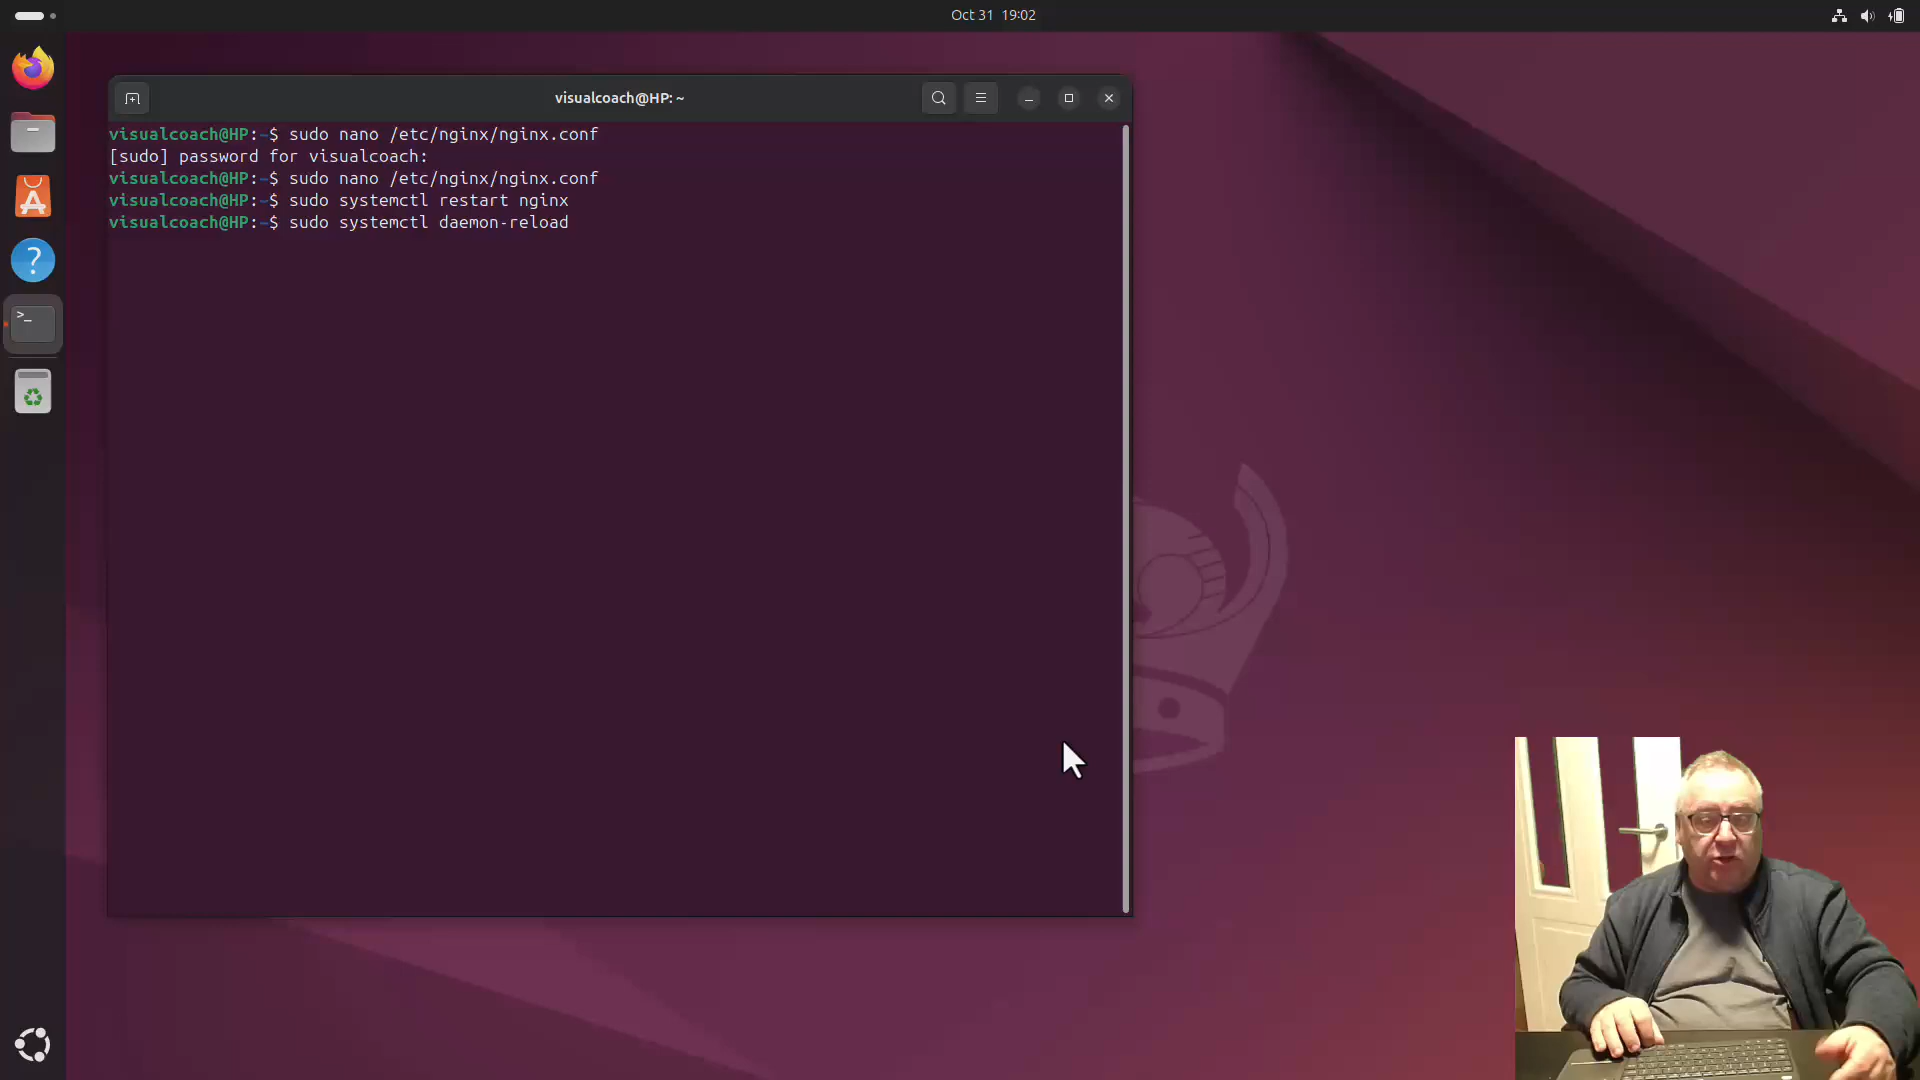 Oct 31 19:02
visualcoach@HP: ~
visualcoach@HP:~$ sudo nano /etc/nginx/nginx.conf
[sudo] password for visualcoach:
visualcoach@HP:~$ sudo nano /etc/nginx/nginx.conf
visualcoach@HP:~$ sudo systemctl restart nginx
visualcoach@HP:~$ sudo systemctl daemon-reload